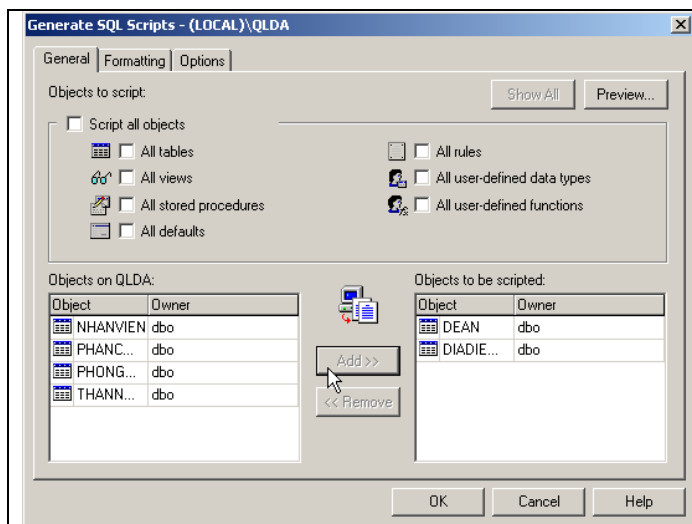 Generate SQL Scripts - (LOCAL)\QLDA
General Formatting Options
Objects to script:
Show All Preview...
Script all objects
All tables All rules
All views All user-defined data types
All stored procedures All user-defined functions
All defaults
Objects on QLDA: Objects to be scripted:
Object Owner Object Owner
NHANVIEN dbo DEAN dbo
PHANC... dbo DIADIE... dbo
PHONG... dbo
THANN... dbo
Add >>
<< Remove
OK Cancel Help